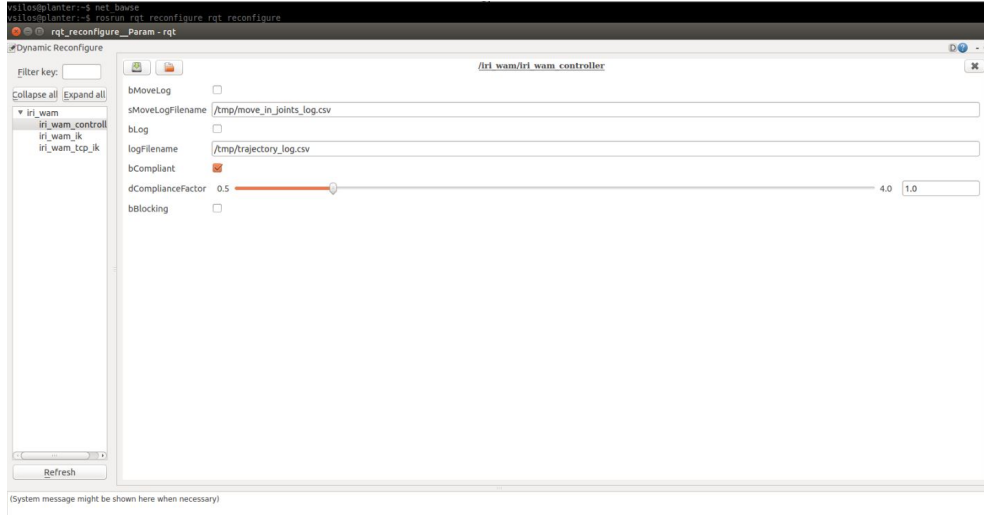 vsilos@planter:~$ net_bawse
vsilos@planter:~$ rosrun rqt_reconfigure rqt_reconfigure
rqt_reconfigure__Param - rqt
Dynamic Reconfigure
D
Filter key:
Collapse all Expand all
iri_wam
iri_wam_controll
iri_wam_ik
iri_wam_tcp_ik
Refresh
/iri_wam/iri_wam_controller
bMoveLog
sMoveLogFilename /tmp/move_in_joints_log.csv
bLog
logFilename /tmp/trajectory_log.csv
bCompliant
dComplianceFactor 0.5 4.0 1.0
bBlocking
(System message might be shown here when necessary)